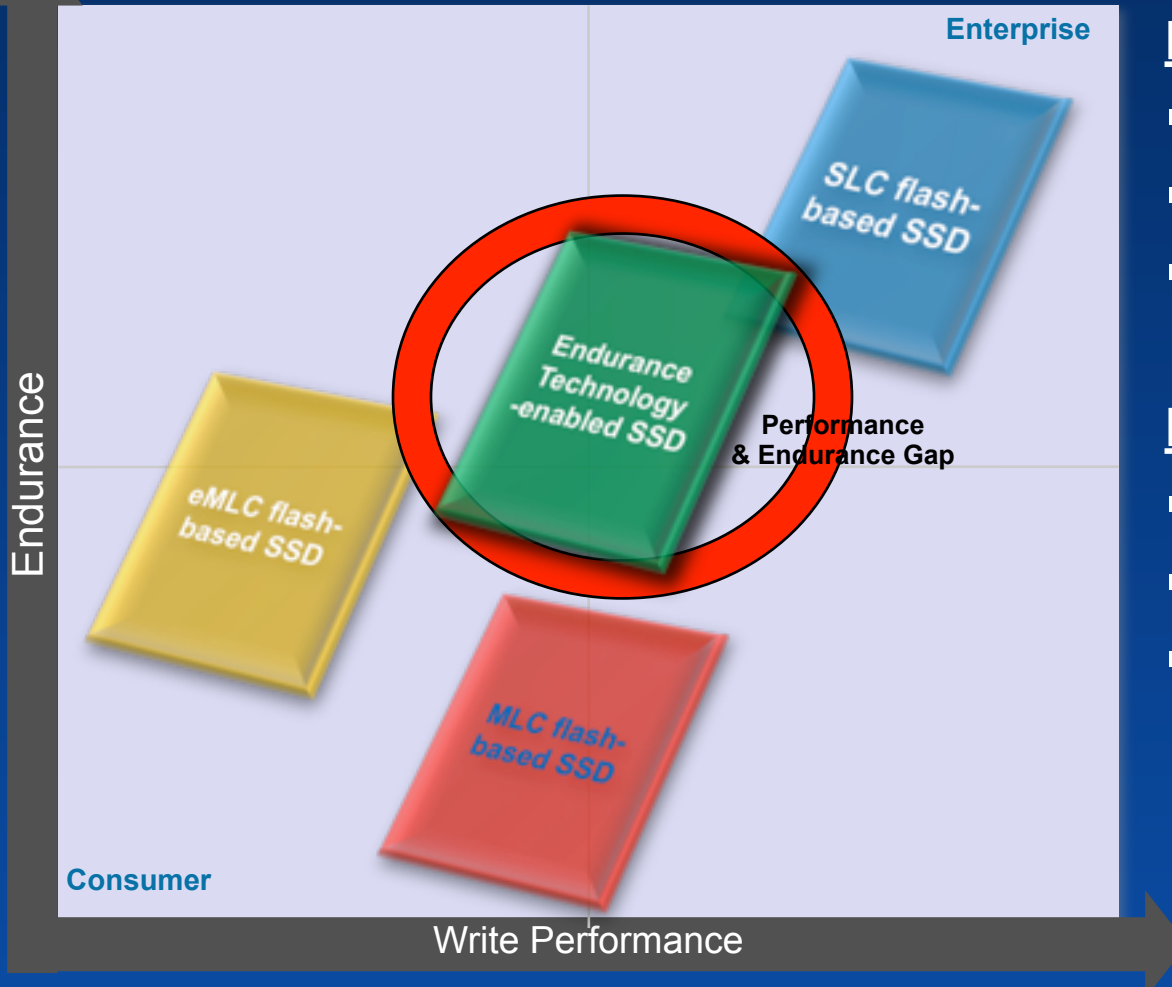 Enterprise
SLC flash-
based SSD
Endurance
Technology
-enabled SSD
Performance
& Endurance Gap
eMLC flash-
based SSD
MLC flash-
based SSD
Consumer
Endurance
Write Performance